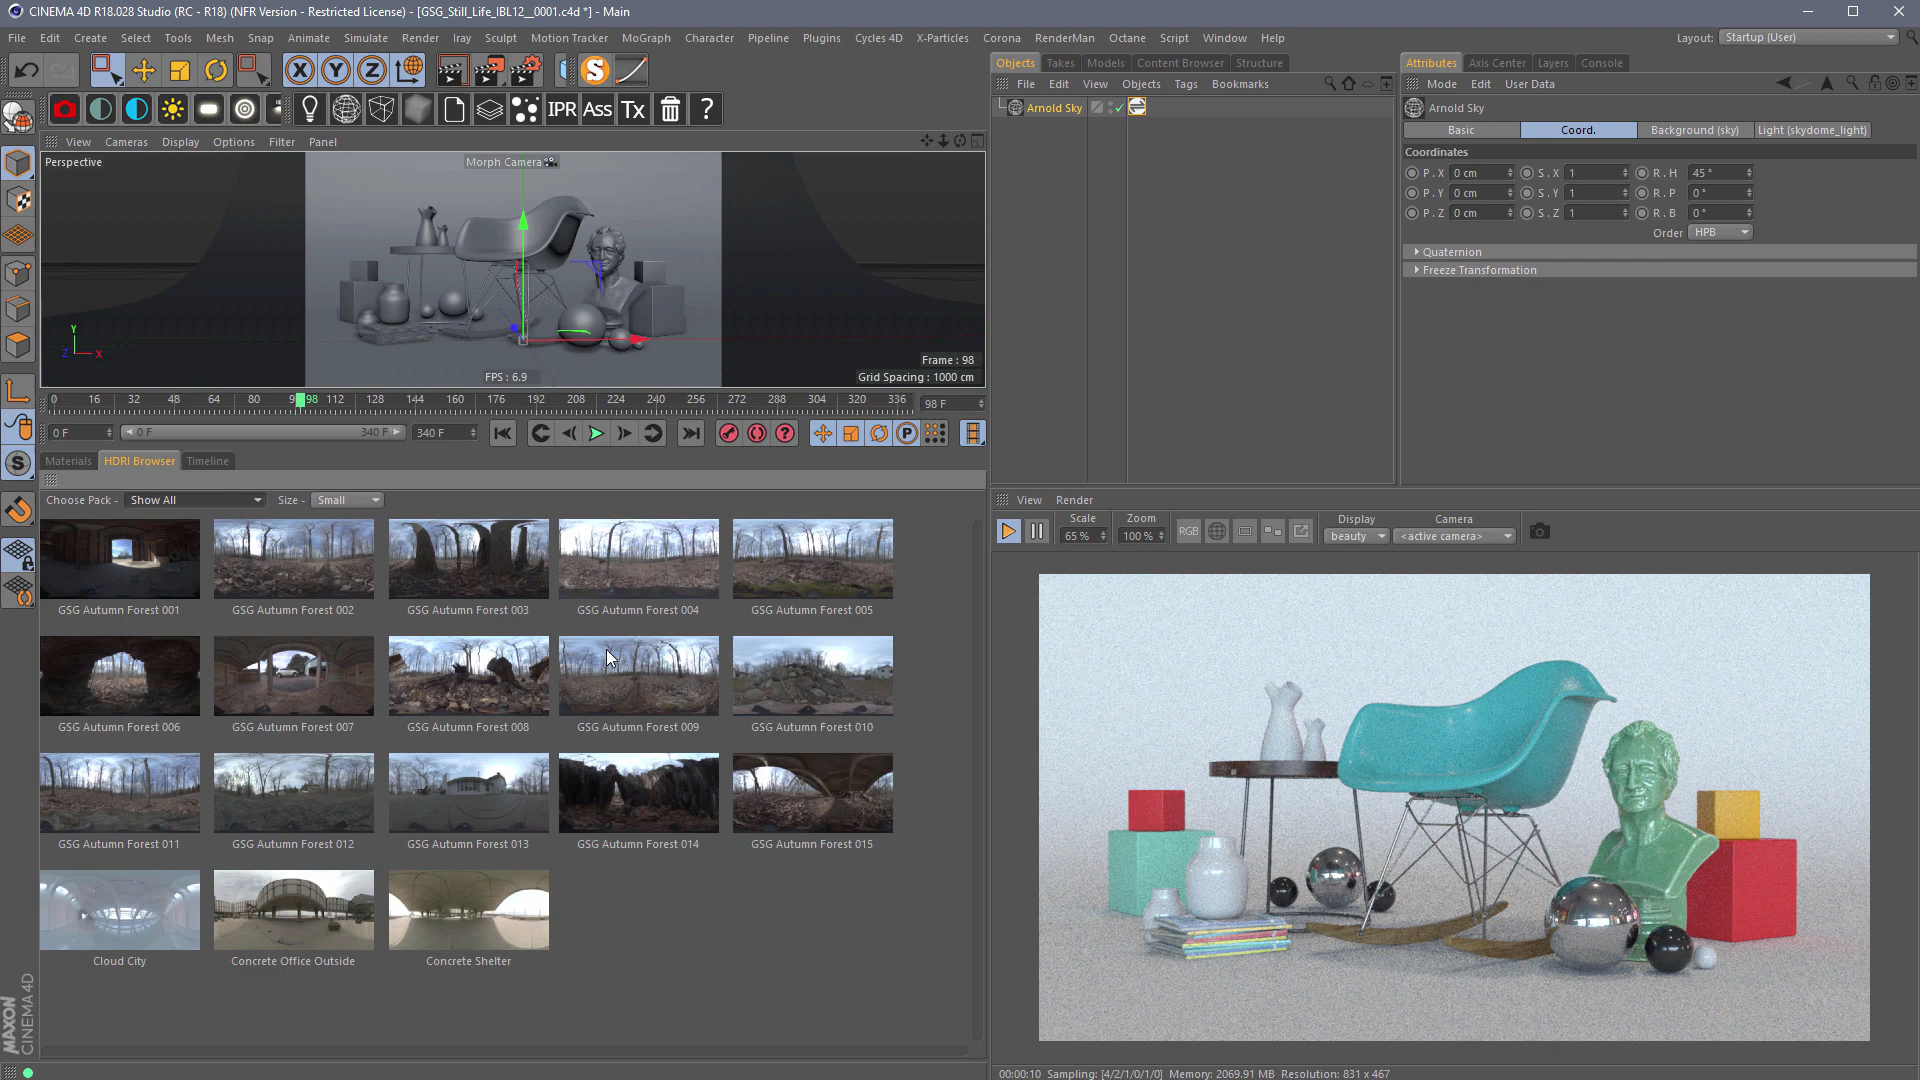 CINEMA 4D R18.028 Studio (RC - R18) (NFR Version - Restricted License) - [GSG_Still_Life_IBL12__0001.c4d *] - Main
File Edit Create Select Tools Mesh Snap Animate Simulate Render Iray Sculpt Motion Tracker MoGraph Character Pipeline Plugins Cycles 4D X-Particles Corona RenderMan Octane Script Window Help
Layout: Startup (User)
X Y Z S
IPR Ass Tx ?
View Cameras Display Options Filter Panel
Perspective
Morph Camera
Y
Z X
Frame : 98
FPS : 6.9
Grid Spacing : 1000 cm
0 16 32 48 64 80 9 98 112 128 144 160 176 192 208 224 240 256 272 288 304 320 336
98 F
0 F 0 F 340 F 340 F
? P
S
Materials HDRI Browser Timeline
Choose Pack - Show All Size - Small
GSG Autumn Forest 001 GSG Autumn Forest 002 GSG Autumn Forest 003 GSG Autumn Forest 004 GSG Autumn Forest 005
GSG Autumn Forest 006 GSG Autumn Forest 007 GSG Autumn Forest 008 GSG Autumn Forest 009 GSG Autumn Forest 010
GSG Autumn Forest 011 GSG Autumn Forest 012 GSG Autumn Forest 013 GSG Autumn Forest 014 GSG Autumn Forest 015
Cloud City Concrete Office Outside Concrete Shelter
MAXON
CINEMA 4D
Objects Takes Models Content Browser Structure
File Edit View Objects Tags Bookmarks
Arnold Sky
Attributes Axis Center Layers Console
Mode Edit User Data
Arnold Sky
Basic Coord. Background (sky) Light (skydome_light)
Coordinates
P . X 0 cm S . X 1 R . H 45 °
P . Y 0 cm S . Y 1 R . P 0 °
P . Z 0 cm S . Z 1 R . B 0 °
Order HPB
Quaternion
Freeze Transformation
View Render
Scale Zoom Display Camera
65 % 100 % RGB beauty <active camera>
00:00:10 Sampling: [4/2/1/0/1/0] Memory: 2069.91 MB Resolution: 831 x 467